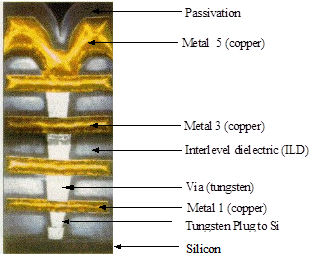 Passivation
Metal 5 (copper)
Metal 3 (copper)
Interlevel dielectric (ILD)
Via (tungsten)
Metal 1 (copper)
Tungsten Plug to Si
Silicon